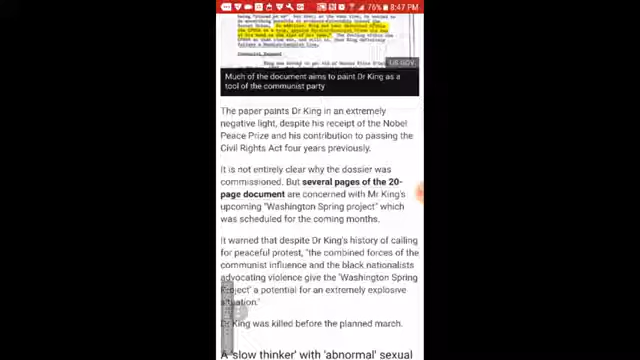 76% 8:47 PM
US GOV.
Much of the document aims to paint Dr King as a
tool of the communist party
The paper paints Dr King in an extremely
negative light, despite his receipt of the Nobel
Peace Prize and his contribution to passing the
Civil Rights Act four years previously.
It is not entirely clear why the dossier was
commissioned. But several pages of the 20-
page document are concerned with Mr King's
upcoming "Washington Spring project" which
was scheduled for the coming months.
It warned that despite Dr King's history of calling
for peaceful protest, "the combined forces of the
communist influence and the black nationalists
advocating violence give the 'Washington Spring
Project' a potential for an extremely explosive
situation."
Dr King was killed before the planned march.
A 'slow thinker' with 'abnormal' sexual